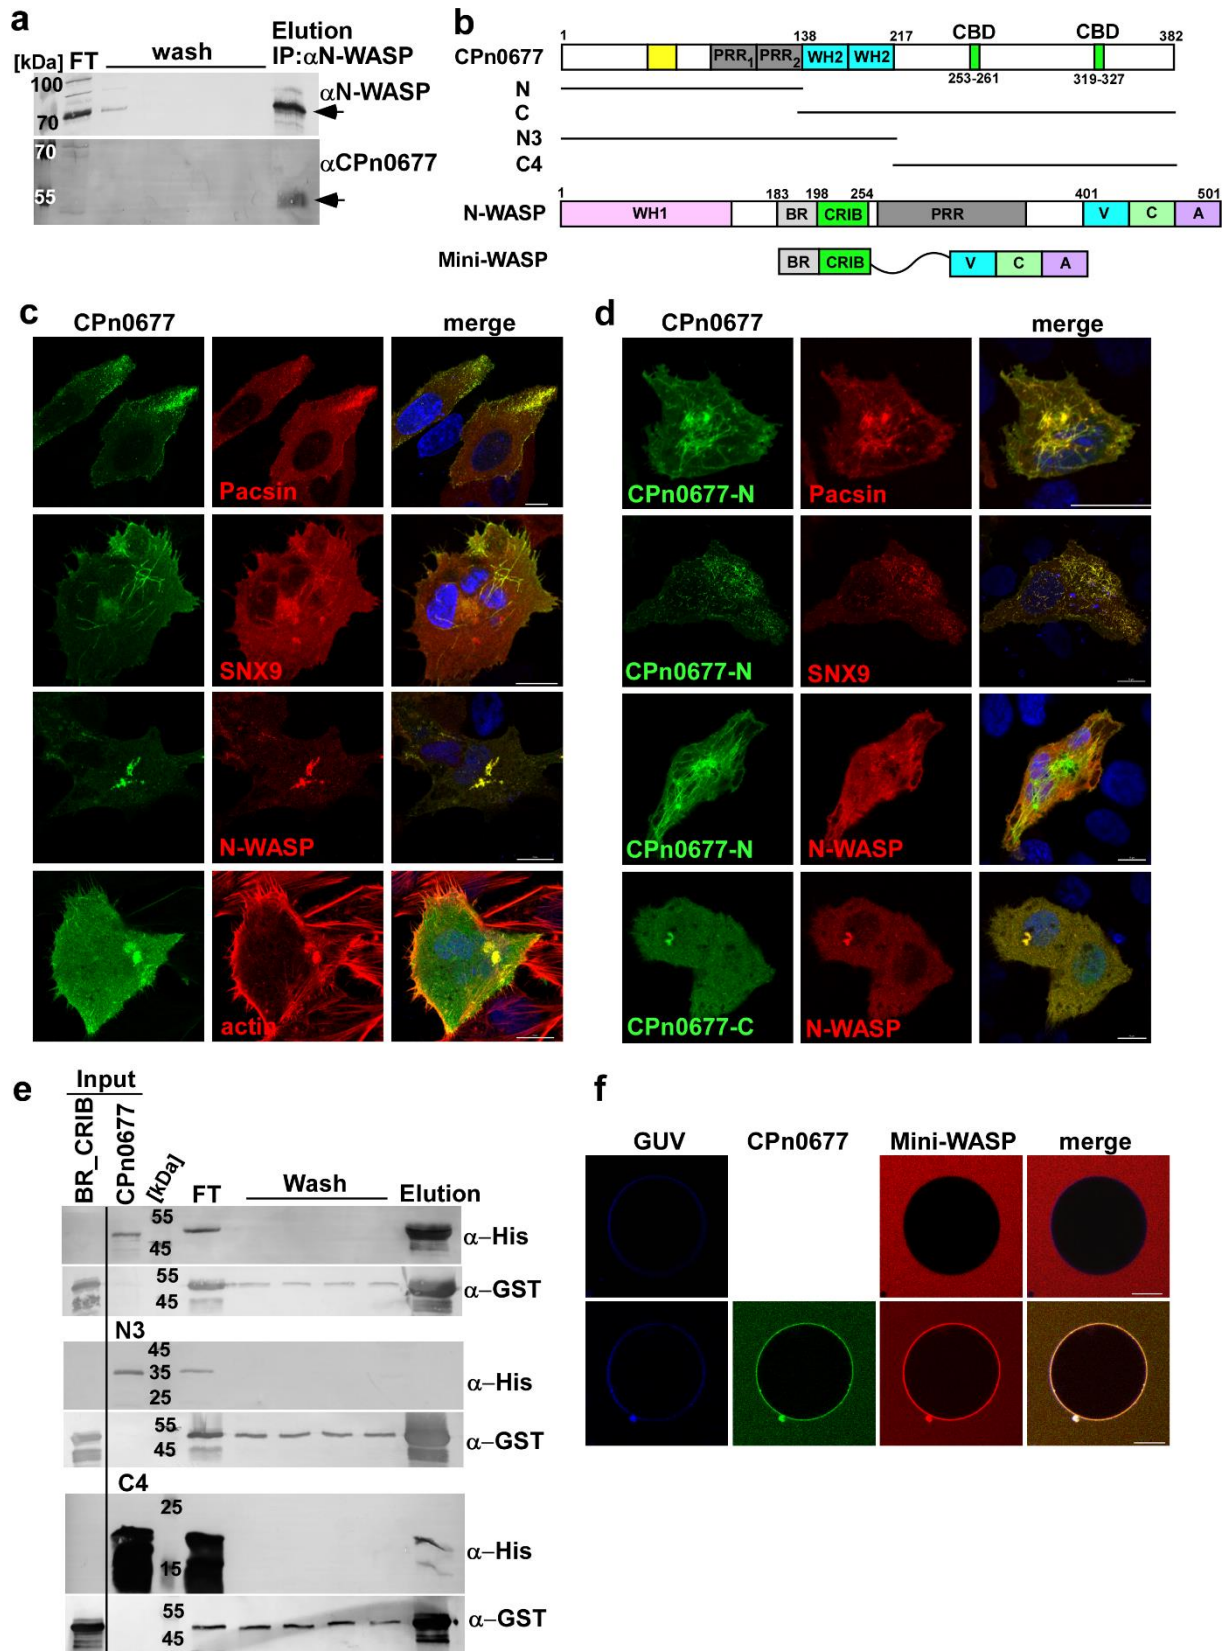 a
[kDa] FT wash Elution
IP:αN-WASP
100
70
αN-WASP
70
55
αCPn0677
b
1 138 217 CBD CBD 382
CPn0677 PRR1 PRR2 WH2 WH2
253-261 319-327
N
C
N3
C4
1 183 198 254 401 501
N-WASP WH1 BR CRIB PRR V C A
Mini-WASP BR CRIB V C A
c
CPn0677 merge
Pacsin
SNX9
N-WASP
actin
d
CPn0677 merge
CPn0677-N Pacsin
CPn0677-N SNX9
CPn0677-N N-WASP
CPn0677-C N-WASP
e
Input
BR_CRIB CPn0677 [kDa] FT Wash Elution
55
45
α–His
55
45
α–GST
N3
45
35
25
α–His
55
45
α–GST
C4
25
15
α–His
55
45
α–GST
f
GUV CPn0677 Mini-WASP merge